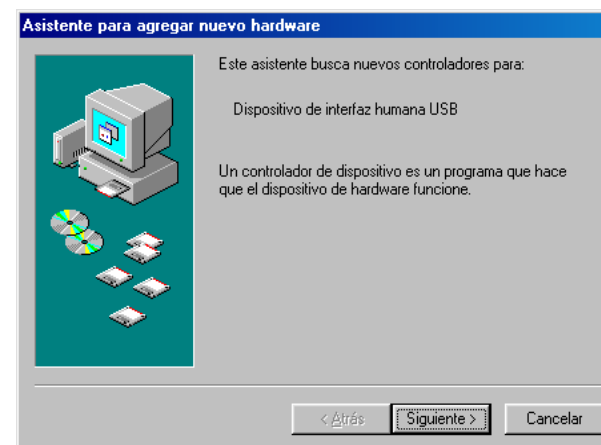 Asistente para agregar nuevo hardware
Este asistente busca nuevos controladores para:
Dispositivo de interfaz humana USB
Un controlador de dispositivo es un programa que hace
que el dispositivo de hardware funcione.
< Atrás
Siguiente >
Cancelar